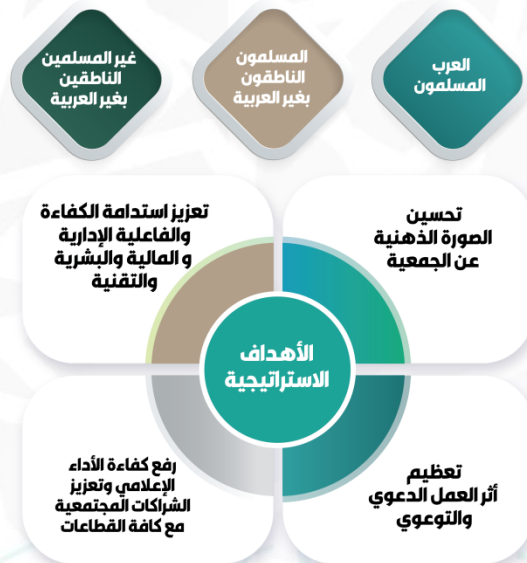 العرب
المسلمون
المسلمون
الناطقون
بغير العربية
غير المسلمين
الناطقين
بغير العربية
تحسين
الصورة الذهنية
عن الجمعية
تعزيز استدامة الكفاءة
والفاعلية الإدارية
و المالية والبشرية
والتقنية
الأهداف
الاستراتيجية
تعظيم
أثر العمل الدعوي
والتوعوي
رفع كفاءة الأداء
الإعلامي وتعزيز
الشراكات المجتمعية
مع كافة القطاعات